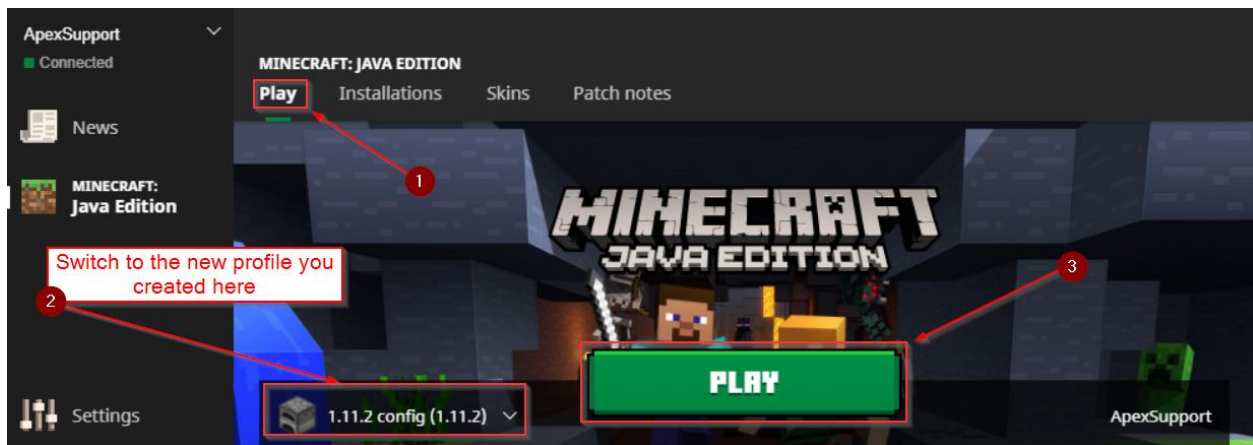 ApexSupport
Connected
News
MINECRAFT:
Java Edition
Settings
MINECRAFT: JAVA EDITION
Play Installations Skins Patch notes
1
MINECRAFT
JAVA EDITION
Switch to the new profile you
created here
2
3
PLAY
1.11.2 config (1.11.2)
ApexSupport